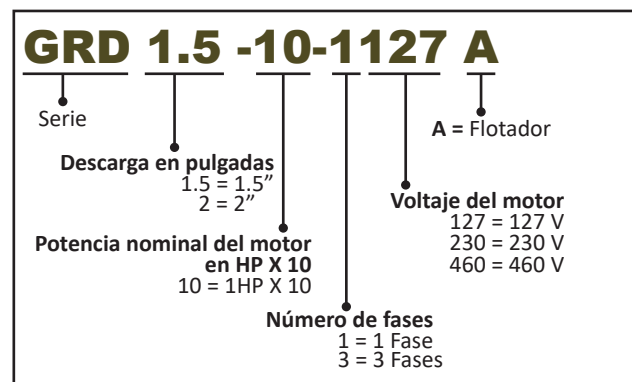 GRD 1.5 -10-1127 A
Serie
A = Flotador
Descarga en pulgadas
1.5 = 1.5”
2 = 2”
Voltaje del motor
127 = 127 V
230 = 230 V
460 = 460 V
Potencia nominal del motor
en HP X 10
10 = 1HP X 10
Número de fases
1 = 1 Fase
3 = 3 Fases